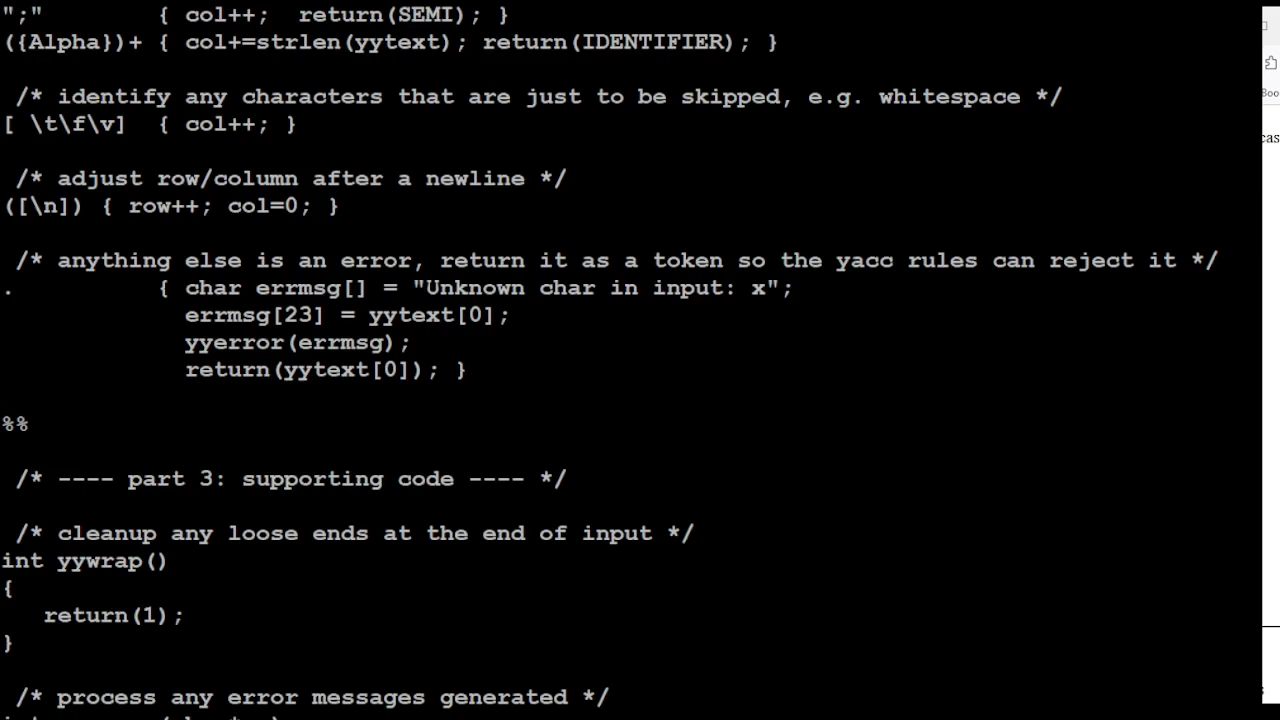 ";"        { col++;  return(SEMI); }
({Alpha})+ { col+=strlen(yytext); return(IDENTIFIER); }
 /* identify any characters that are just to be skipped, e.g. whitespace */
[ \t\f\v]  { col++; }
 /* adjust row/column after a newline */
([\n]) { row++; col=0; }
 /* anything else is an error, return it as a token so the yacc rules can reject it */
.          { char errmsg[] = "Unknown char in input: x";
             errmsg[23] = yytext[0];
             yyerror(errmsg);
             return(yytext[0]); }
%%
 /* ---- part 3: supporting code ---- */
 /* cleanup any loose ends at the end of input */
int yywrap()
{
   return(1);
}
 /* process any error messages generated */
Boo
cas